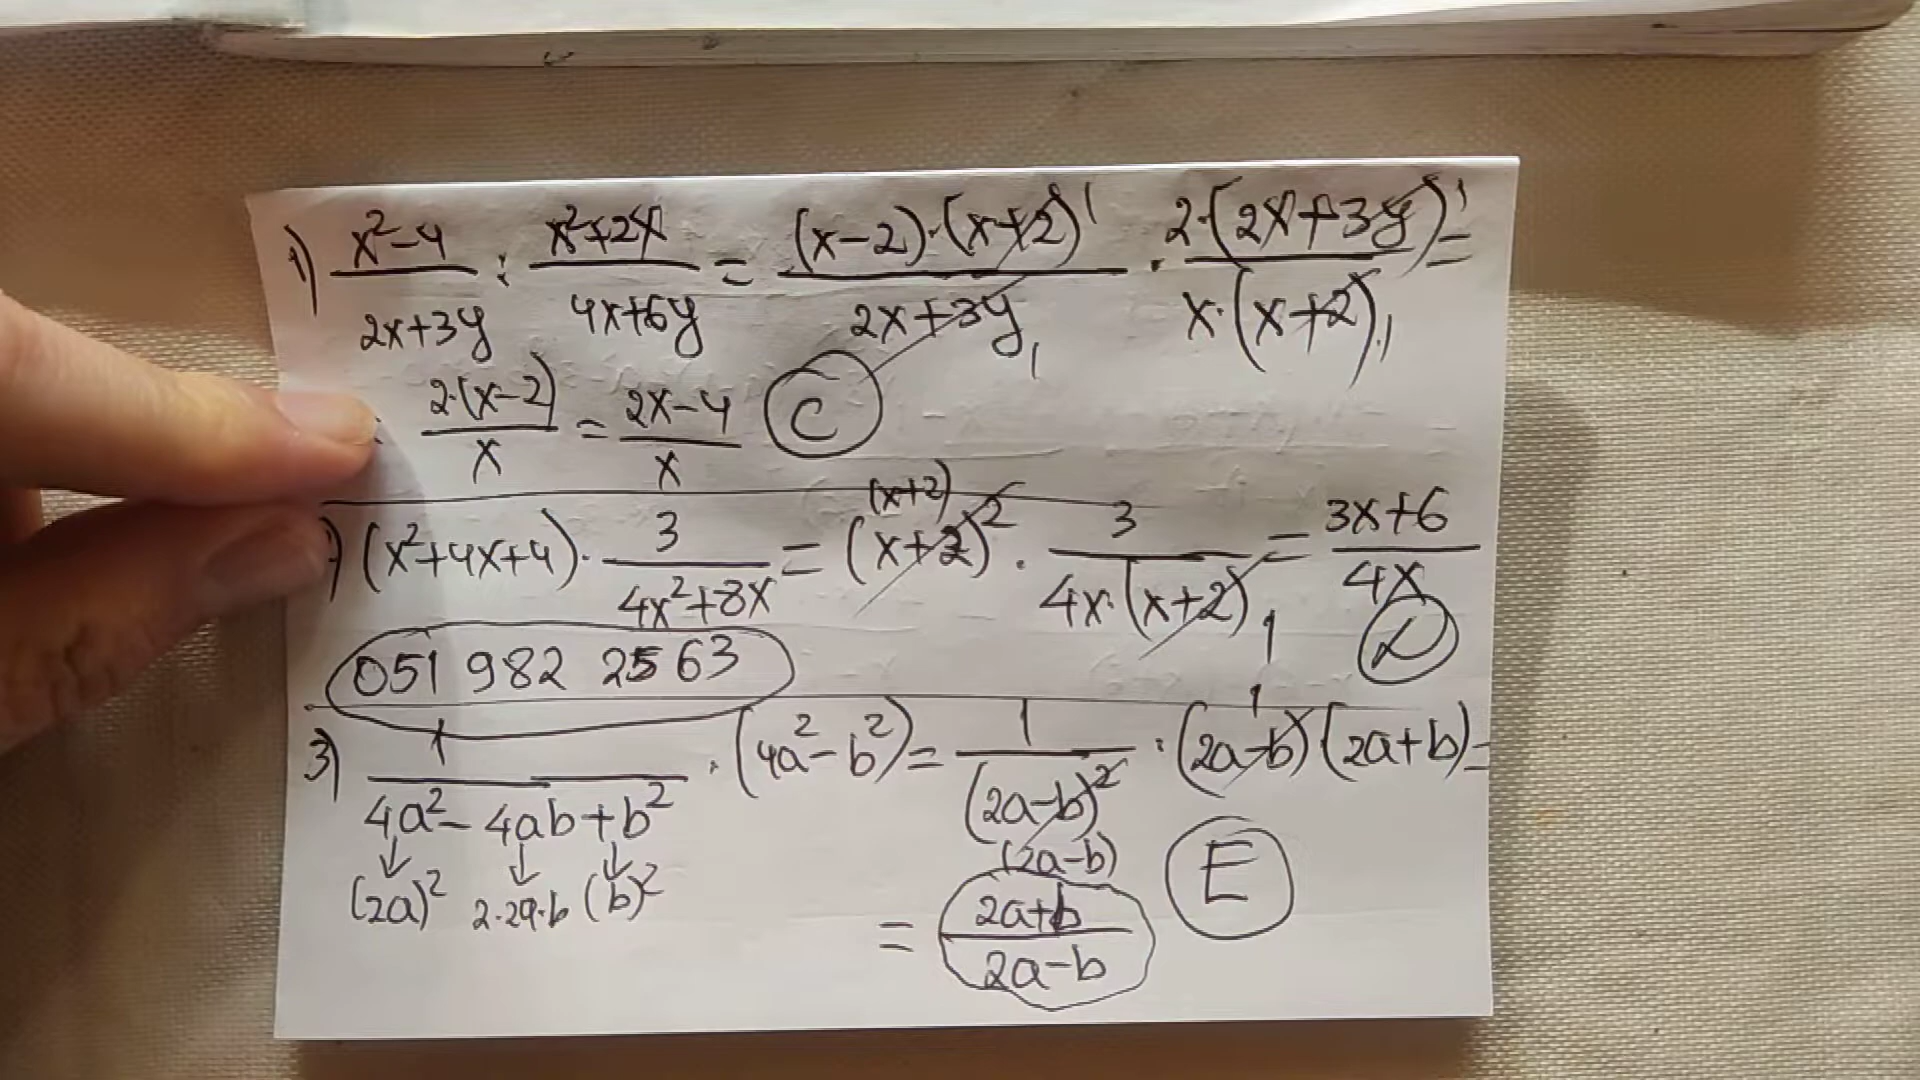 1) x²-4 / 2x+3y : x²+2x / 4x+6y = (x-2)·(x+2) / 2x+3y · 2·(2x+3y) / x·(x+2) =
2·(x-2) / x = 2x-4 / x C
) (x²+4x+4) · 3 / 4x²+8x = (x+2)² (x+2) · 3 / 4x·(x+2) = 3x+6 / 4x
051 982 2563
3) 1 / 4a²-4ab+b² · (4a²-b²) = 1 / (2a-b)² · (2a-b)·(2a+b) =
(2a)² 2·2a·b (b)² (2a-b) E
= 2a+b / 2a-b